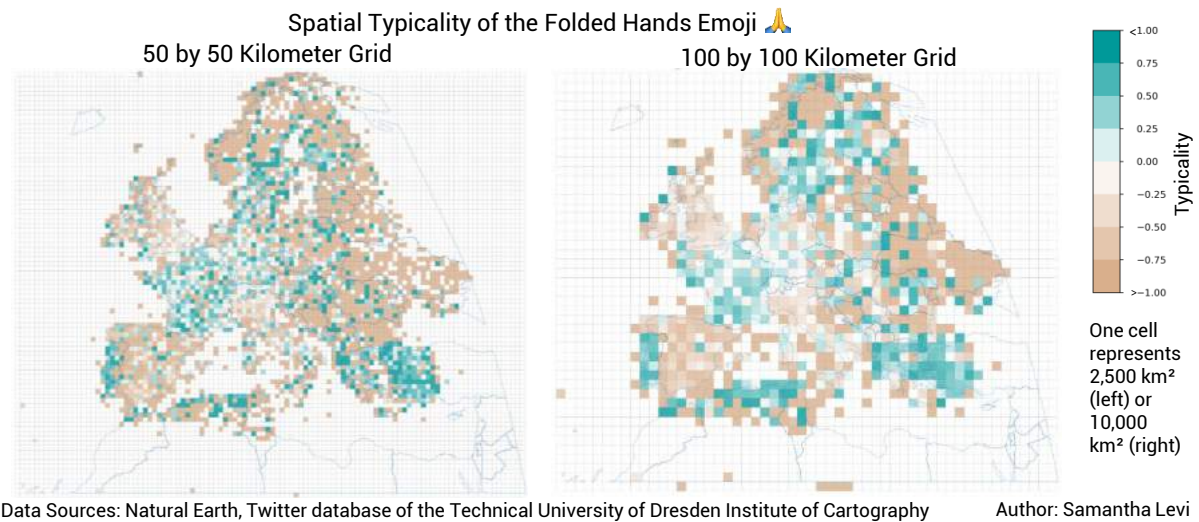 Spatial Typicality of the Folded Hands Emoji 🙏
50 by 50 Kilometer Grid
100 by 100 Kilometer Grid
<1.00
0.75
0.50
0.25
0.00
−0.25
−0.50
−0.75
>−1.00
Typicality
One cell
represents
2,500 km²
(left) or
10,000
km² (right)
Data Sources: Natural Earth, Twitter database of the Technical University of Dresden Institute of Cartography
Author: Samantha Levi